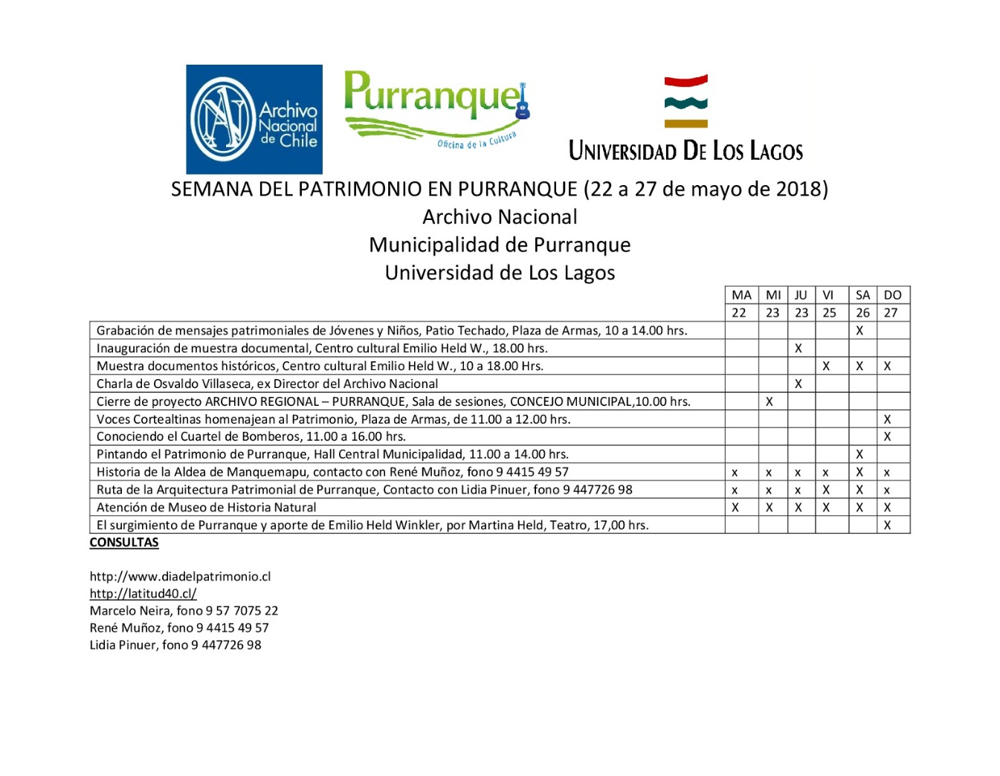 Archivo
Nacional
de Chile
Purranque
Oficina de la Cultura
UNIVERSIDAD DE LOS LAGOS
SEMANA DEL PATRIMONIO EN PURRANQUE (22 a 27 de mayo de 2018)
Archivo Nacional
Municipalidad de Purranque
Universidad de Los Lagos
MA MI JU VI SA DO
22 23 23 25 26 27
Grabación de mensajes patrimoniales de Jóvenes y Niños, Patio Techado, Plaza de Armas, 10 a 14.00 hrs. X
Inauguración de muestra documental, Centro cultural Emilio Held W., 18.00 hrs. X
Muestra documentos históricos, Centro cultural Emilio Held W., 10 a 18.00 Hrs. X X X
Charla de Osvaldo Villaseca, ex Director del Archivo Nacional X
Cierre de proyecto ARCHIVO REGIONAL – PURRANQUE, Sala de sesiones, CONCEJO MUNICIPAL,10.00 hrs. X
Voces Cortealtinas homenajean al Patrimonio, Plaza de Armas, de 11.00 a 12.00 hrs. X
Conociendo el Cuartel de Bomberos, 11.00 a 16.00 hrs. X
Pintando el Patrimonio de Purranque, Hall Central Municipalidad, 11.00 a 14.00 hrs. X
Historia de la Aldea de Manquemapu, contacto con René Muñoz, fono 9 4415 49 57 x x x x X x
Ruta de la Arquitectura Patrimonial de Purranque, Contacto con Lidia Pinuer, fono 9 447726 98 x x x X X x
Atención de Museo de Historia Natural X X X X X X
El surgimiento de Purranque y aporte de Emilio Held Winkler, por Martina Held, Teatro, 17,00 hrs. X
CONSULTAS
http://www.diadelpatrimonio.cl
http://latitud40.cl/
Marcelo Neira, fono 9 57 7075 22
René Muñoz, fono 9 4415 49 57
Lidia Pinuer, fono 9 447726 98